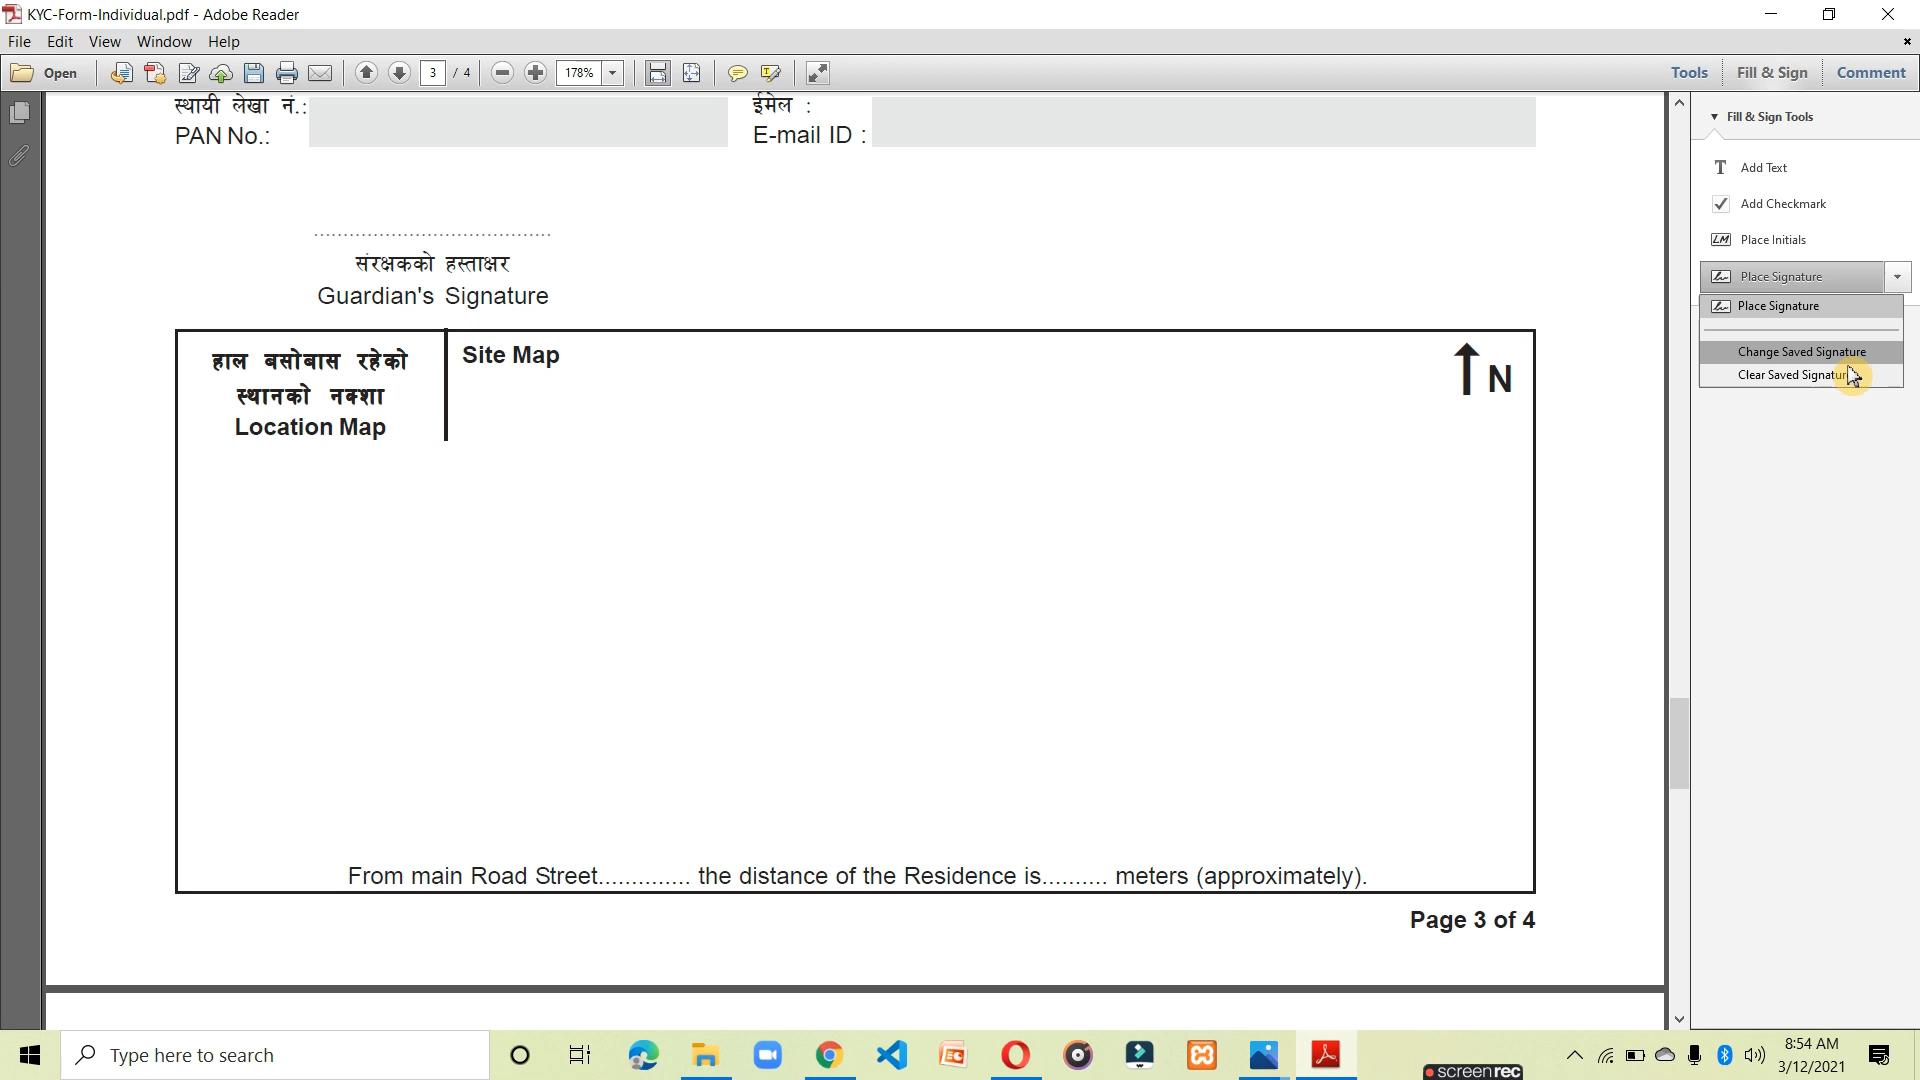 KYC-Form-Individual.pdf - Adobe Reader
File Edit View Window Help
Open 3 / 4 178% Tools Fill & Sign Comment
स्थायी लेखा नं.: ईमेल :
PAN No.: E-mail ID :
.......................................
संरक्षकको हस्ताक्षर
Guardian's Signature
हाल बसोबास रहेको
स्थानको नक्शा
Location Map
Site Map
N
From main Road Street.............. the distance of the Residence is.......... meters (approximately).
Page 3 of 4
Fill & Sign Tools
T Add Text
Add Checkmark
LM Place Initials
Place Signature
Place Signature
Change Saved Signature
Clear Saved Signature
Type here to search
screenrec
8:54 AM
3/12/2021